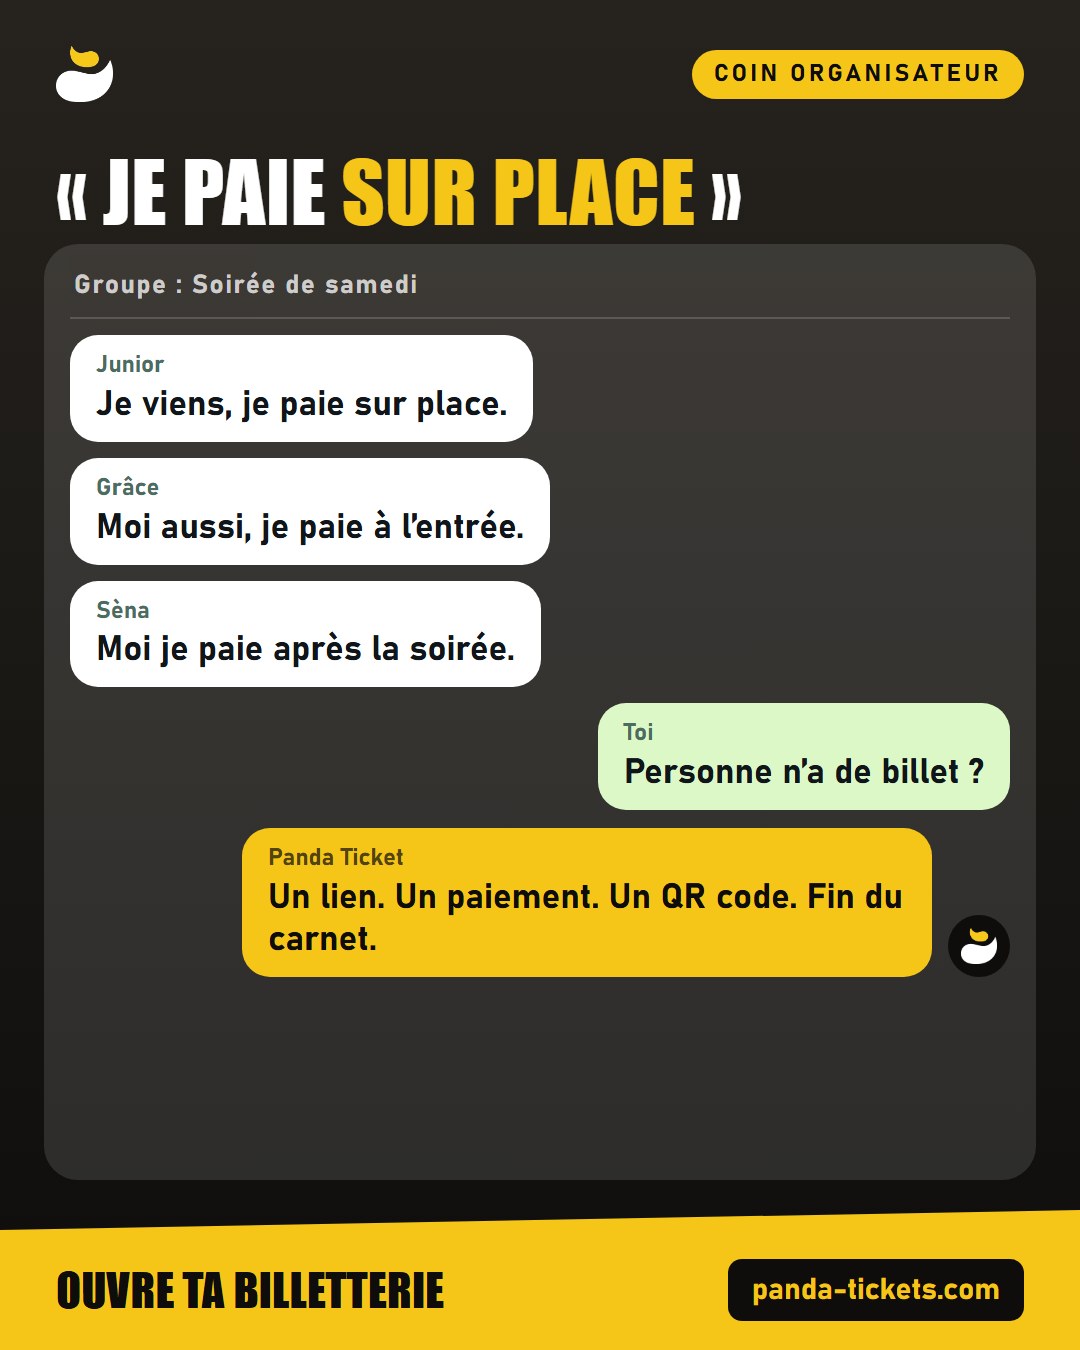 COIN ORGANISATEUR
« JE PAIE SUR PLACE »
Groupe : Soirée de samedi
Junior
Je viens, je paie sur place.
Grâce
Moi aussi, je paie à l’entrée.
Sèna
Moi je paie après la soirée.
Toi
Personne n’a de billet ?
Panda Ticket
Un lien. Un paiement. Un QR code. Fin du
carnet.
OUVRE TA BILLETTERIE
panda-tickets.com